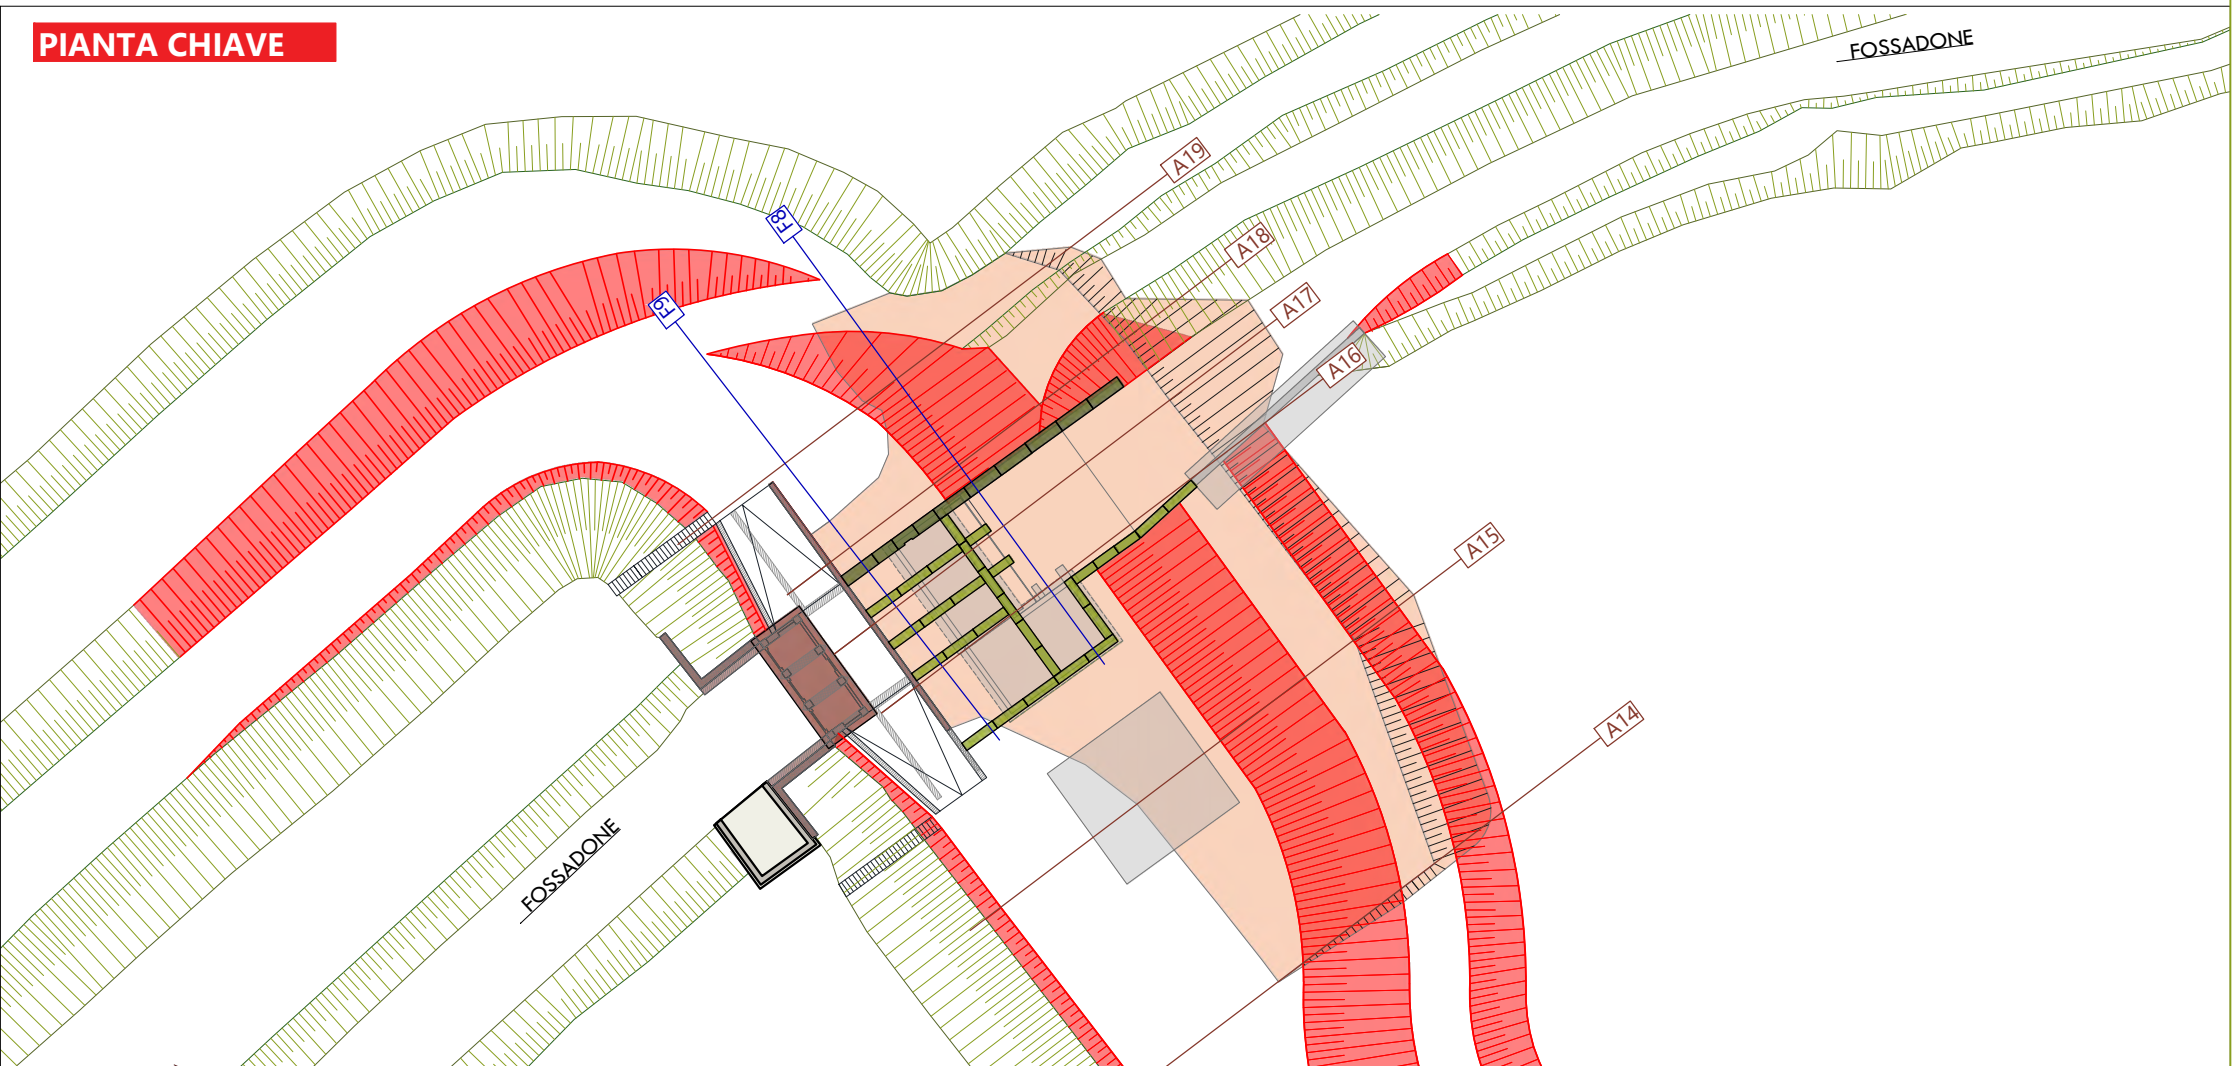 PIANTA CHIAVE
FOSSADONE
A19
F8
A18
A17
F9
A16
A15
A14
FOSSADONE